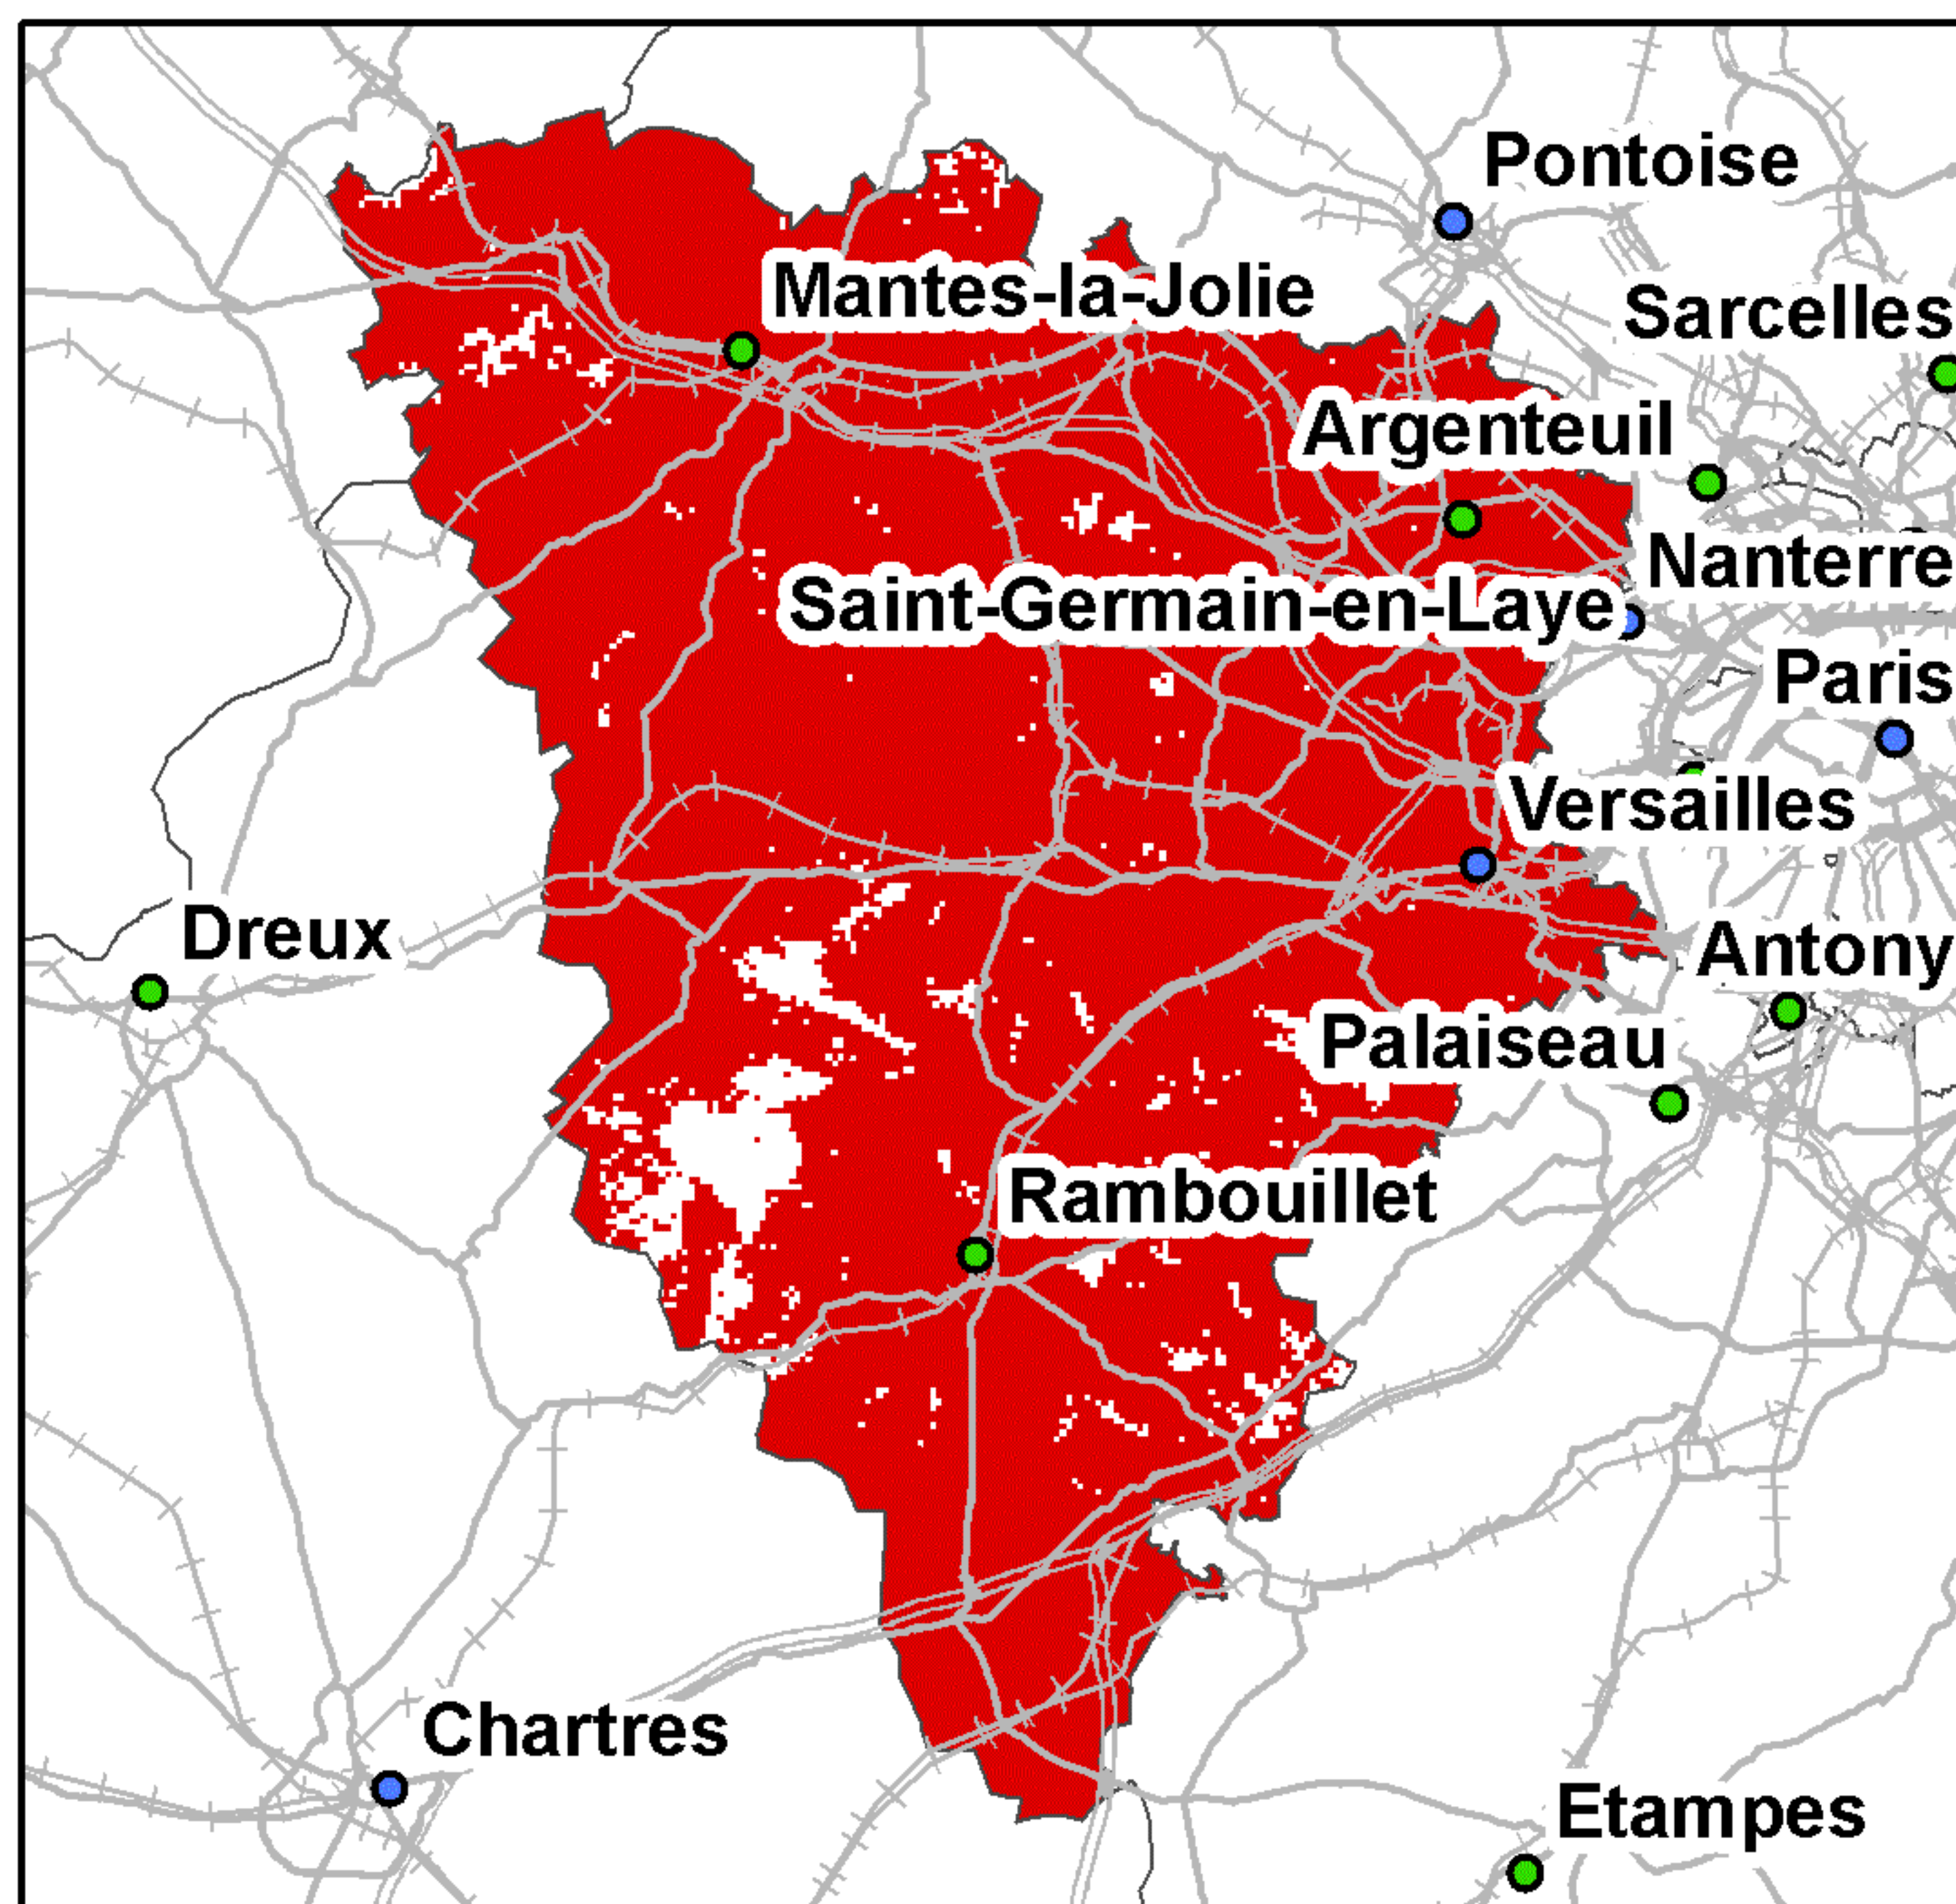 Pontoise
Mantes-la-Jolie
Sarcelles
Argenteuil
Nanterre
Saint-Germain-en-Laye
Paris
Versailles
Dreux
Antony
Palaiseau
Rambouillet
Chartres
Etampes